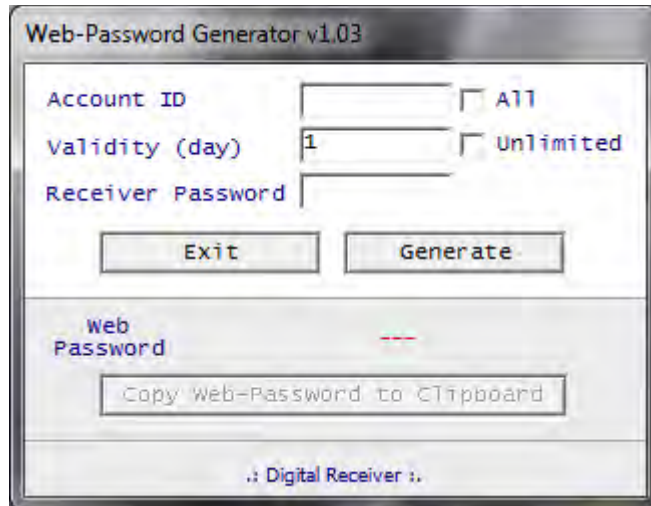 Web-Password Generator v1.03
Account ID All
Validity (day) 1 Unlimited
Receiver Password
Exit Generate
Web
Password ---
Copy Web-Password to Clipboard
.: Digital Receiver :.